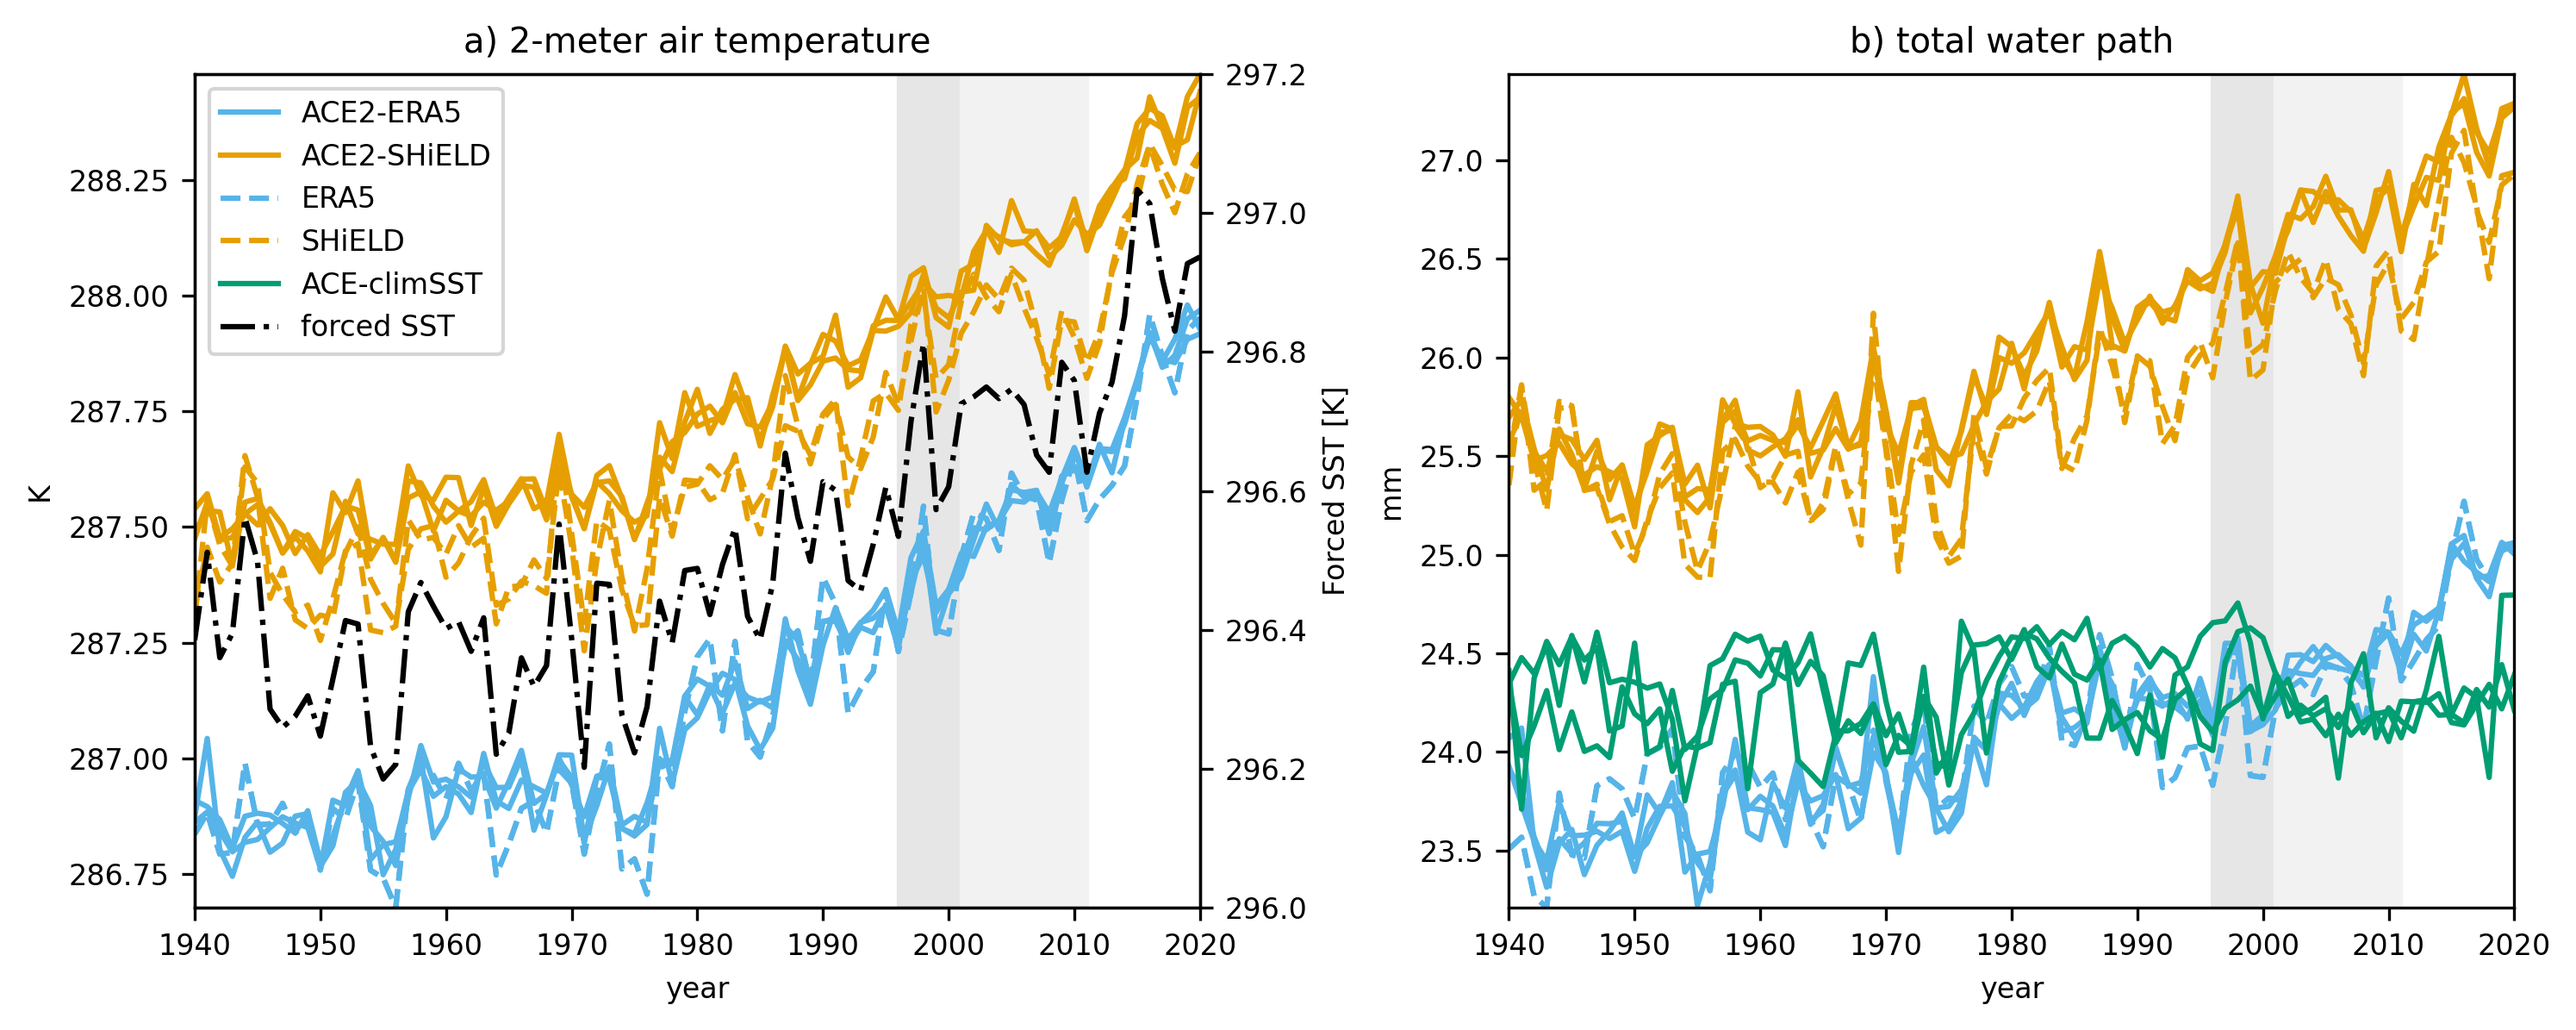 a) 2-meter air temperature
ACE2-ERA5
ACE2-SHiELD
ERA5
SHiELD
ACE-climSST
forced SST
288.25
288.00
287.75
287.50
287.25
287.00
286.75
K
297.2
297.0
296.8
296.6
296.4
296.2
296.0
Forced SST [K]
1940 1950 1960 1970 1980 1990 2000 2010 2020
year
b) total water path
27.0
26.5
26.0
25.5
25.0
24.5
24.0
23.5
mm
1940 1950 1960 1970 1980 1990 2000 2010 2020
year